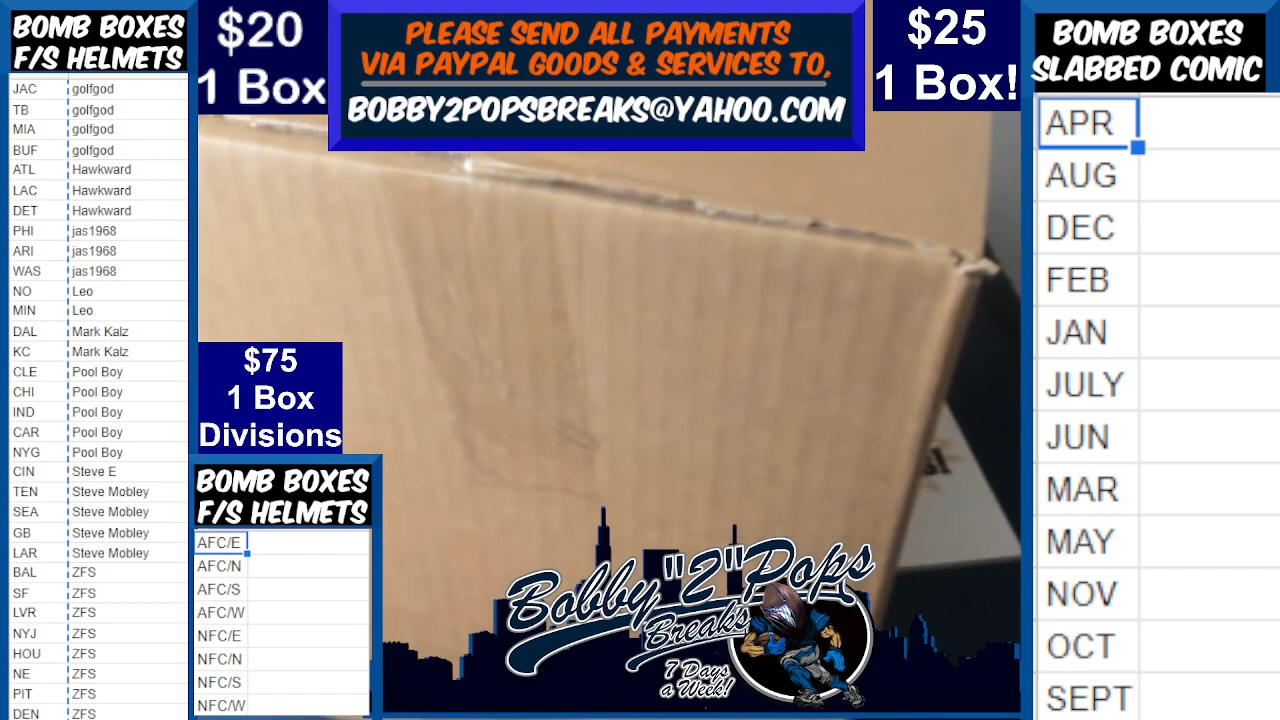 BOMB BOXES
F/S HELMETS
JAC golfgod
TB golfgod
MIA golfgod
BUF golfgod
ATL Hawkward
LAC Hawkward
DET Hawkward
PHI jas1968
ARI jas1968
WAS jas1968
NO Leo
MIN Leo
DAL Mark Kalz
KC Mark Kalz
CLE Pool Boy
CHI Pool Boy
IND Pool Boy
CAR Pool Boy
NYG Pool Boy
CIN Steve E
TEN Steve Mobley
SEA Steve Mobley
GB Steve Mobley
LAR Steve Mobley
BAL ZFS
SF ZFS
LVR ZFS
NYJ ZFS
HOU ZFS
NE ZFS
PIT ZFS
DEN ZFS
$20
1 Box
PLEASE SEND ALL PAYMENTS
VIA PAYPAL GOODS & SERVICES TO,
BOBBY2POPSBREAKS@YAHOO.COM
$25
1 Box!
$75
1 Box
Divisions
BOMB BOXES
F/S HELMETS
AFC/E
AFC/N
AFC/S
AFC/W
NFC/E
NFC/N
NFC/S
NFC/W
Bobby "2" Pops
Breaks
7 Days
a Week!
BOMB BOXES
SLABBED COMIC
APR
AUG
DEC
FEB
JAN
JULY
JUN
MAR
MAY
NOV
OCT
SEPT